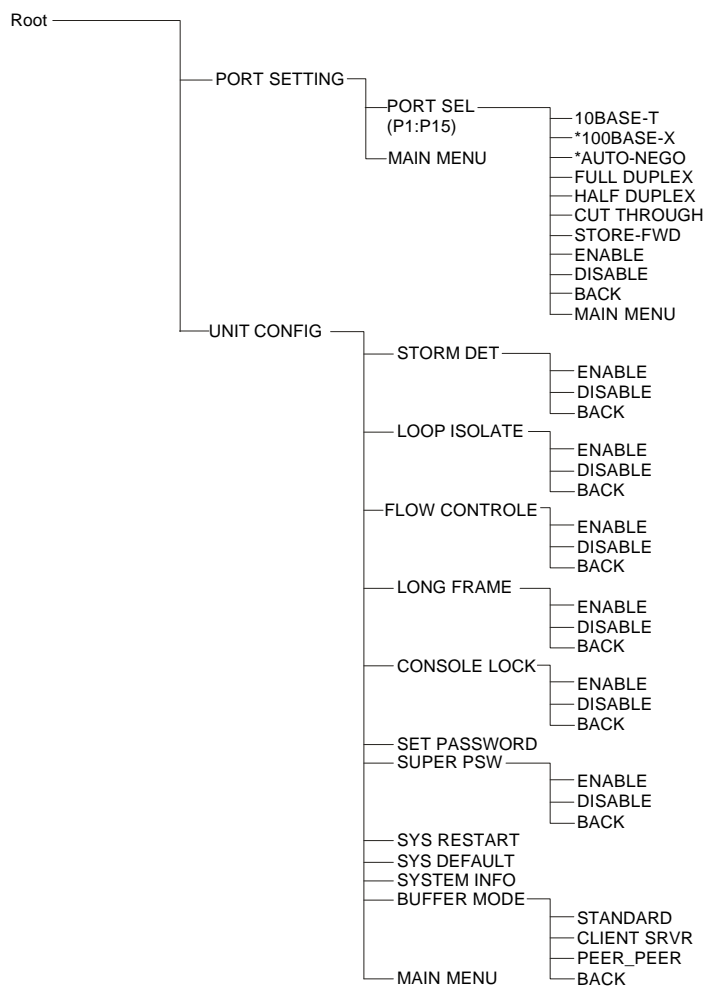 Root
PORT SETTING
PORT SEL
(P1:P15)
10BASE-T
*100BASE-X
*AUTO-NEGO
FULL DUPLEX
HALF DUPLEX
CUT THROUGH
STORE-FWD
ENABLE
DISABLE
BACK
MAIN MENU
MAIN MENU
UNIT CONFIG
STORM DET
ENABLE
DISABLE
BACK
LOOP ISOLATE
ENABLE
DISABLE
BACK
FLOW CONTROLE
ENABLE
DISABLE
BACK
LONG FRAME
ENABLE
DISABLE
BACK
CONSOLE LOCK
ENABLE
DISABLE
BACK
SET PASSWORD
SUPER PSW
ENABLE
DISABLE
BACK
SYS RESTART
SYS DEFAULT
SYSTEM INFO
BUFFER MODE
STANDARD
CLIENT SRVR
PEER_PEER
BACK
MAIN MENU